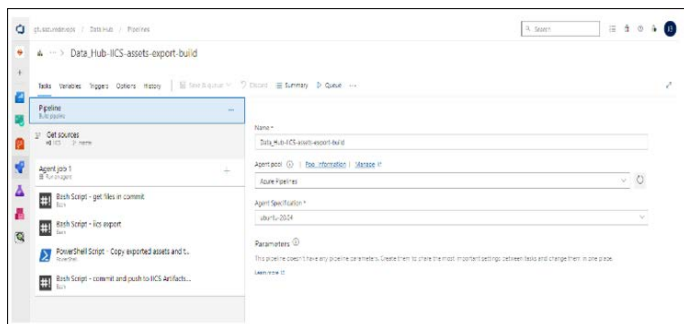 Data Hub / Pipelines
Search
Data_Hub-IICS-assets-export-build
Tasks Variables Triggers Options History Save & queue Discard Summary Queue
Pipeline
Build pipeline
Get sources
IICS
Agent job 1
Run on agent
Bash Script - get files in commit
Bash
Bash Script - iics export
Bash
PowerShell Script - Copy exported assets and t...
PowerShell
Bash Script - commit and push to IICS Artifacts...
Bash
Name *
Data_Hub-IICS-assets-export-build
Agent pool | Pool information | Manage
Azure Pipelines
Agent Specification *
Parameters
This pipeline doesn't have any pipeline parameters. Create them to share the most important settings between tasks and change them in one place.
Learn more